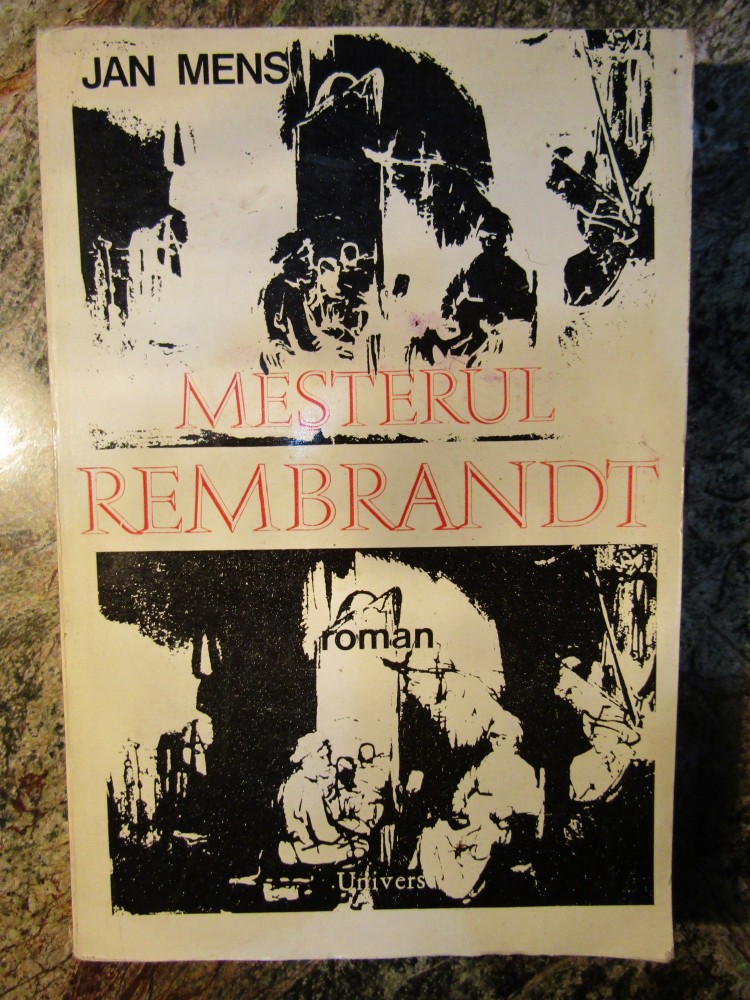 JAN MENS
MESTERUL
REMBRANDT
roman
Univers